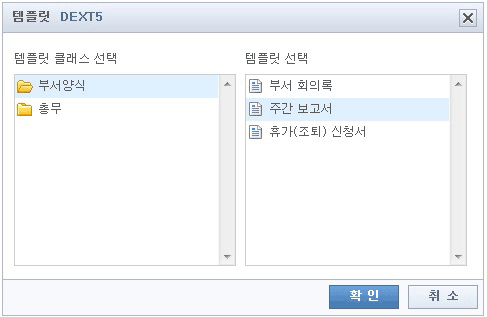 템플릿 DEXT5
템플릿 클래스 선택
부서양식
총무
템플릿 선택
부서 회의록
주간 보고서
휴가(조퇴) 신청서
확 인
취 소